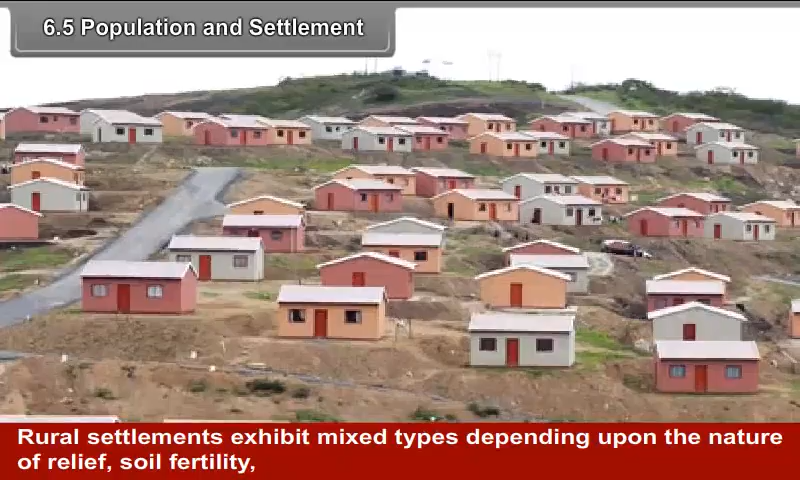 6.5 Population and Settlement
Rural settlements exhibit mixed types depending upon the nature
of relief, soil fertility,